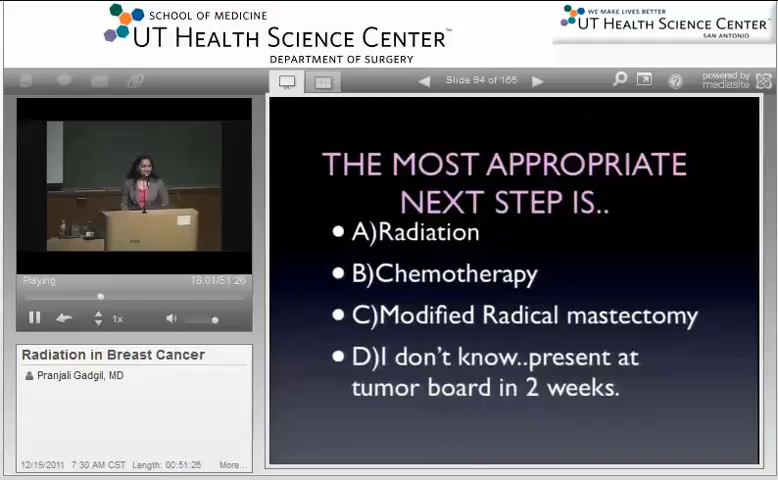 SCHOOL OF MEDICINE
UT HEALTH SCIENCE CENTER™
DEPARTMENT OF SURGERY
WE MAKE LIVES BETTER
UT HEALTH SCIENCE CENTER
SAN ANTONIO
Slide 94 of 165
powered by
mediasite
THE MOST APPROPRIATE
NEXT STEP IS..
• A)Radiation
• B)Chemotherapy
• C)Modified Radical mastectomy
• D)I don't know..present at
tumor board in 2 weeks.
Playing
18:01/51:26
1x
Radiation in Breast Cancer
Pranjali Gadgil, MD
12/19/2011 7:30 AM CST Length: 00:51:26 More...